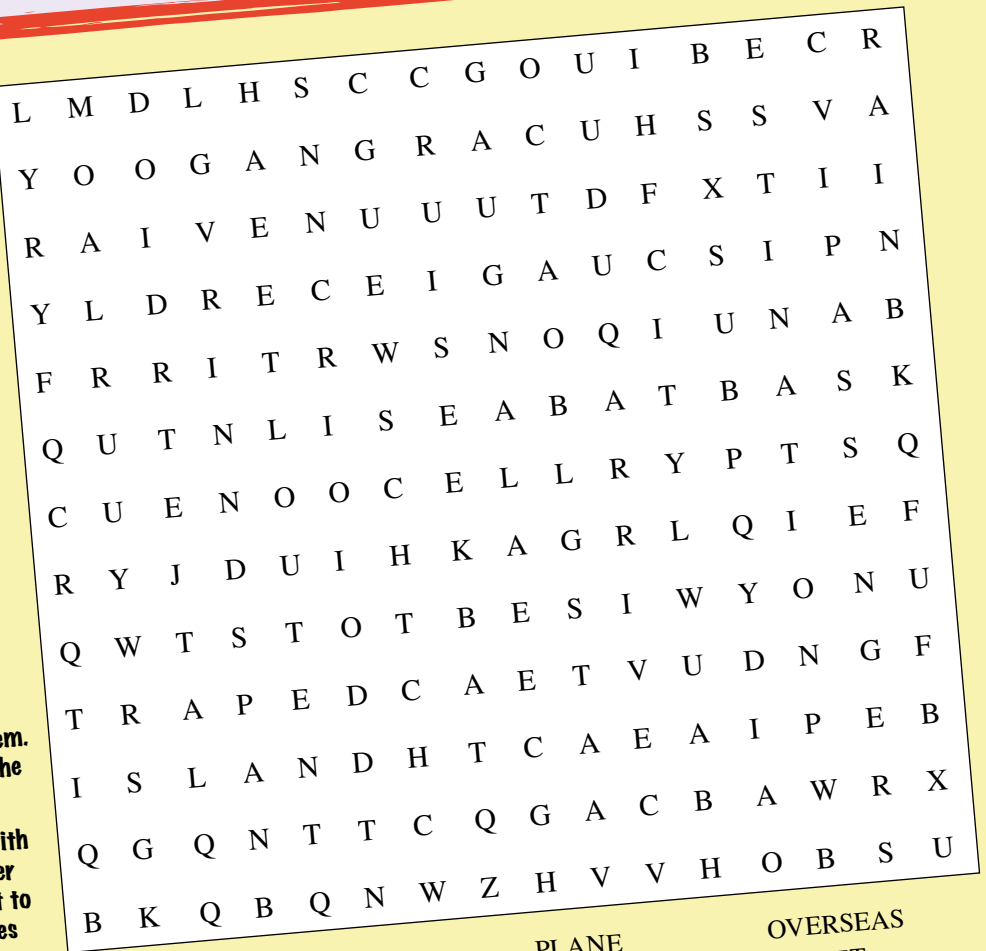 L M D L H S C C G O U I B E C R
Y O O G A N G R A C U H S S V A
R A I V E N U U U T D F X T I I
Y L D R E C E I G A U C S I P N
F R R I T R W S N O Q I U N A B
Q U T N L I S E A B A T B A S K
C U E N O O C E L L R Y P T S Q
R Y J D U I H K A G R L Q I E F
Q W T S T O T B E S I W Y O N U
T R A P E D C A E T V U D N G F
I S L A N D H T C A E A I P E B
Q G Q N T T C Q G A C B A W R X
B K Q B Q N W Z H V V H O B S U
PLANE OVERSEAS